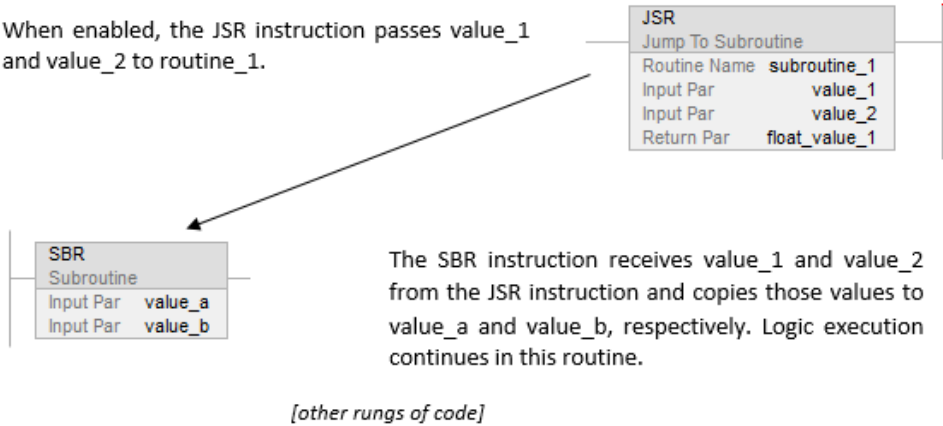 When enabled, the JSR instruction passes value_1
and value_2 to routine_1.
JSR
Jump To Subroutine
Routine Name subroutine_1
Input Par value_1
Input Par value_2
Return Par float_value_1
SBR
Subroutine
Input Par value_a
Input Par value_b
The SBR instruction receives value_1 and value_2
from the JSR instruction and copies those values to
value_a and value_b, respectively. Logic execution
continues in this routine.
[other rungs of code]